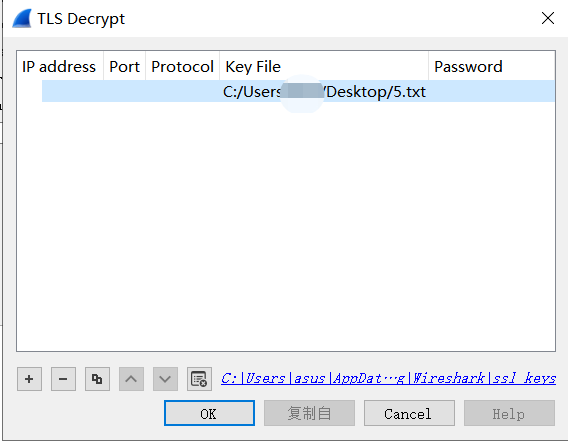 TLS Decrypt
IP address Port Protocol Key File Password
C:/Users /Desktop/5.txt
C:|Users|asus|AppDat…g|Wireshark|ssl_keys
OK 复制自 Cancel Help